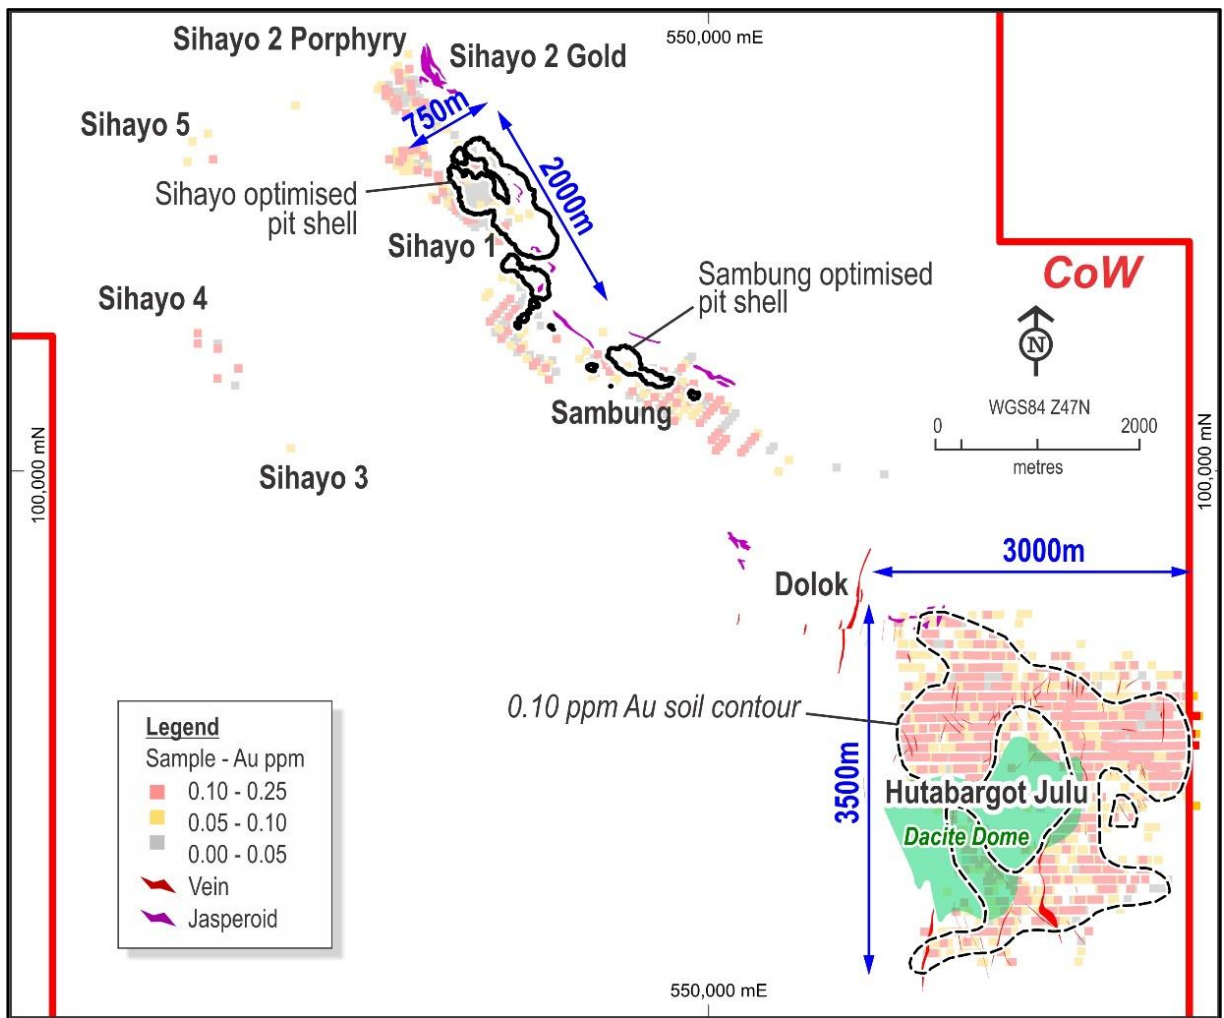 Sihayo 2 Porphyry
550,000 mE
Sihayo 2 Gold
750m
Sihayo 5
2000m
Sihayo optimised
pit shell
Sihayo 1
CoW
Sambung optimised
pit shell
Sihayo 4
N
WGS84 Z47N
0 2000
metres
Sambung
100,000 mN
100,000 mN
Sihayo 3
3000m
Dolok
0.10 ppm Au soil contour
3500m
Hutabargot Julu
Dacite Dome
Legend
Sample - Au ppm
0.10 - 0.25
0.05 - 0.10
0.00 - 0.05
Vein
Jasperoid
550,000 mE